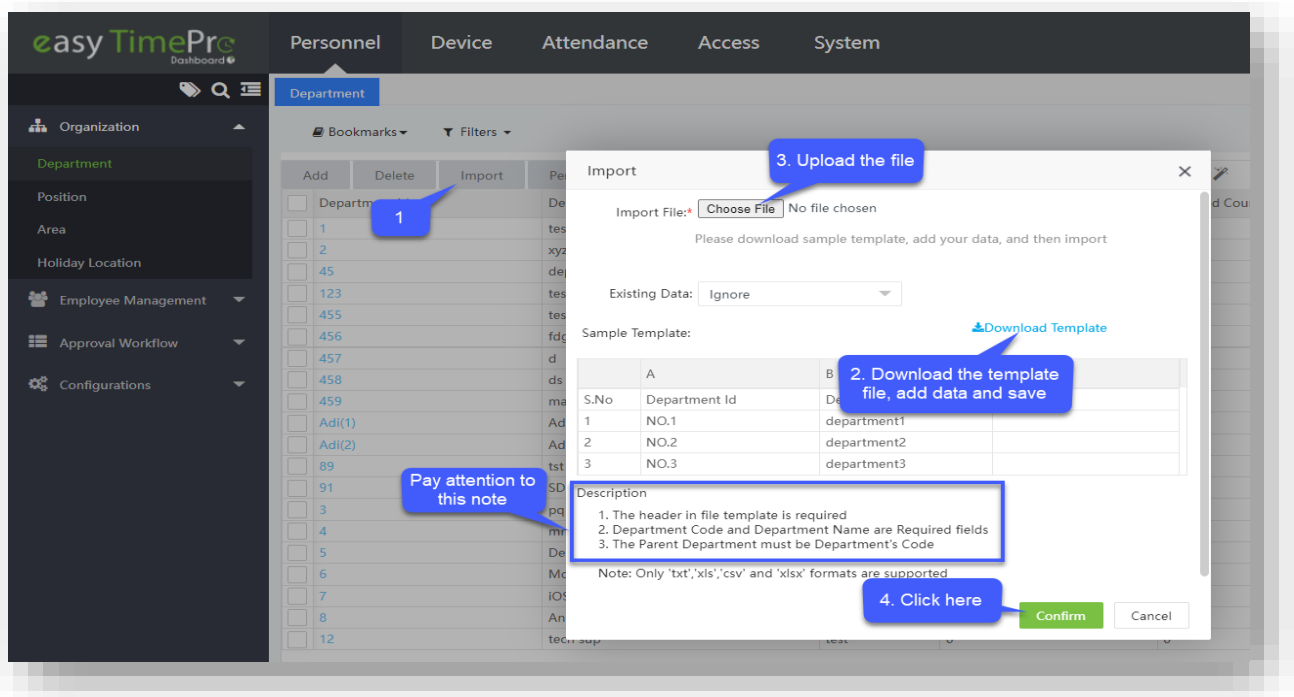 easy TimePro
Dashboard
Personnel Device Attendance Access System
Department
Organization
Department
Position
Area
Holiday Location
Employee Management
Approval Workflow
Configurations
Bookmarks
Filters
Add Delete Import
1
Import
3. Upload the file
Import File:* Choose File No file chosen
Please download sample template, add your data, and then import
Existing Data: Ignore
Sample Template:
Download Template
2. Download the template
file, add data and save
A B
S.No Department Id
1 NO.1 department1
2 NO.2 department2
3 NO.3 department3
Pay attention to
this note
Description
1. The header in file template is required
2. Department Code and Department Name are Required fields
3. The Parent Department must be Department's Code
Note: Only 'txt','xls','csv' and 'xlsx' formats are supported
4. Click here
Confirm Cancel
1
2
45
123
455
456
457 d
458 ds
459
Adi(1)
Adi(2)
89 tst
91 SD
3 pq
4
5
6
7
8
12